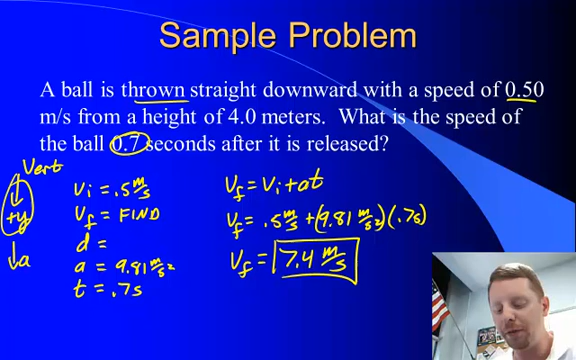 Sample Problem
A ball is thrown straight downward with a speed of 0.50
m/s from a height of 4.0 meters. What is the speed of
the ball 0.7 seconds after it is released?
Vert
+y
↓a
Vi = .5 m/s
Vf = FIND
d =
a = 9.81 m/s²
t = .7s
Vf = Vi + at
Vf = .5 m/s + (9.81 m/s²)(.7s)
Vf = 7.4 m/s